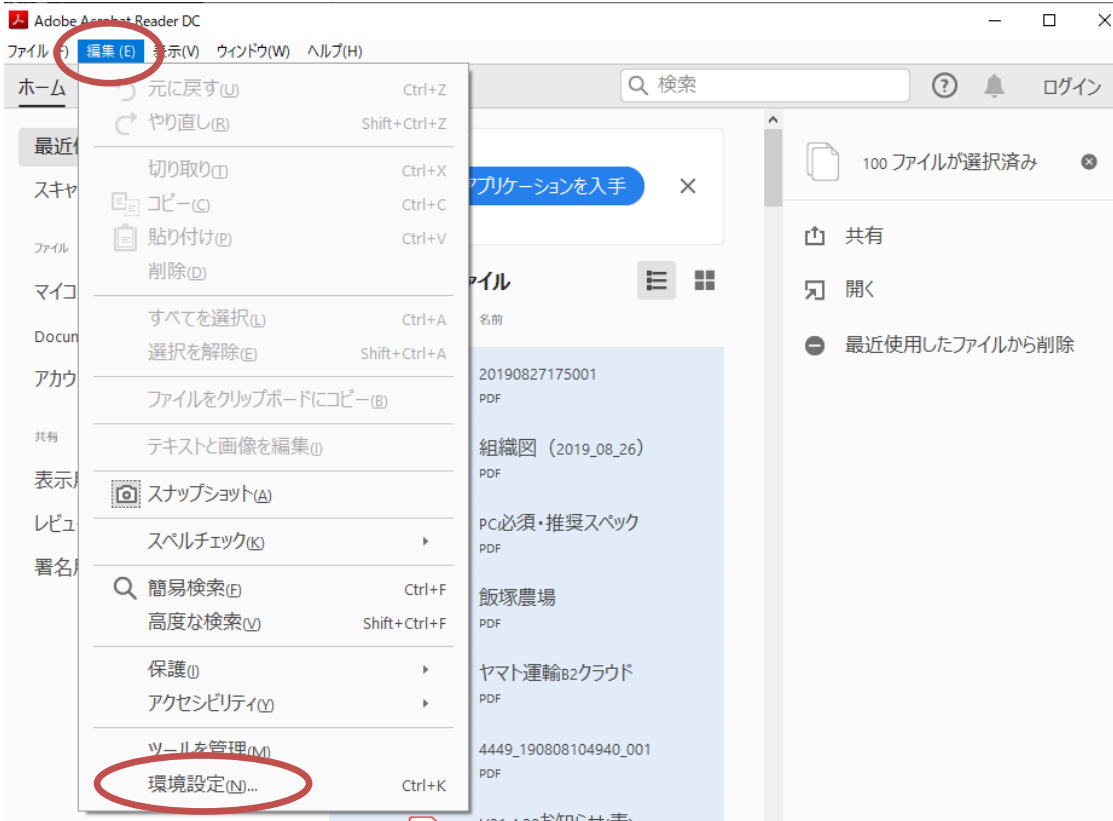 Adobe Acrobat Reader DC
ファイル(F) 編集(E) 表示(V) ウィンドウ(W) ヘルプ(H)
ホーム
検索
ログイン
元に戻す(U) Ctrl+Z
やり直し(R) Shift+Ctrl+Z
切り取り(T) Ctrl+X
コピー(C) Ctrl+C
貼り付け(P) Ctrl+V
削除(D)
すべてを選択(L) Ctrl+A
選択を解除(E) Shift+Ctrl+A
ファイルをクリップボードにコピー(B)
テキストと画像を編集(I)
スナップショット(A)
スペルチェック(K)
簡易検索(F) Ctrl+F
高度な検索(V) Shift+Ctrl+F
保護(I)
アクセシビリティ(Y)
ツールを管理(M)
環境設定(N)... Ctrl+K
最近
スキャ
ファイル
マイコ
Docum
アカウ
共有
表示
レビュ
署名
アプリケーションを入手
ァイル
名前
20190827175001
PDF
組織図（2019_08_26）
PDF
PC必須・推奨スペック
PDF
飯塚農場
PDF
ヤマト運輸B2クラウド
PDF
4449_190808104940_001
PDF
100 ファイルが選択済み
共有
開く
最近使用したファイルから削除